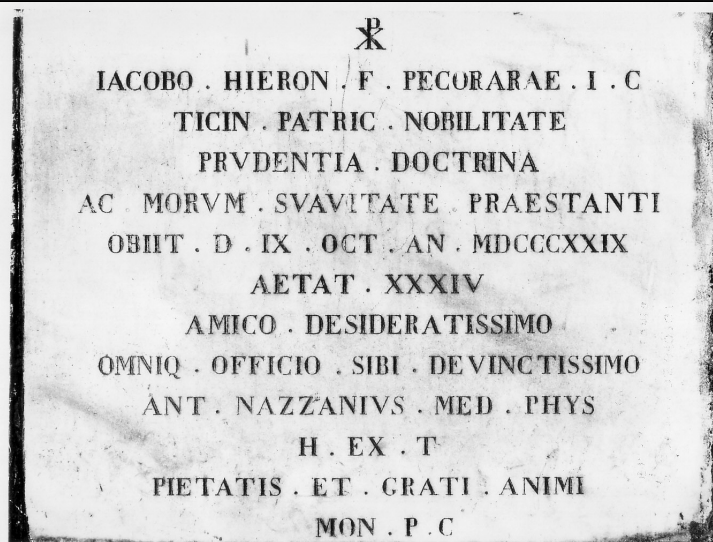 ☧
IACOBO . HIERON . F . PECORARAE . I . C
TICIN . PATRIC . NOBILITATE
PRVDENTIA . DOCTRINA
AC MORVM . SVAVITATE PRAESTANTI
OBIIT . D . IX . OCT . AN . MDCCCXXIX
AETAT . XXXIV
AMICO . DESIDERATISSIMO
OMNIQ . OFFICIO . SIBI . DEVINCTISSIMO
ANT . NAZZANIVS . MED . PHYS
H . EX . T
PIETATIS . ET . GRATI . ANIMI
MON . P . C